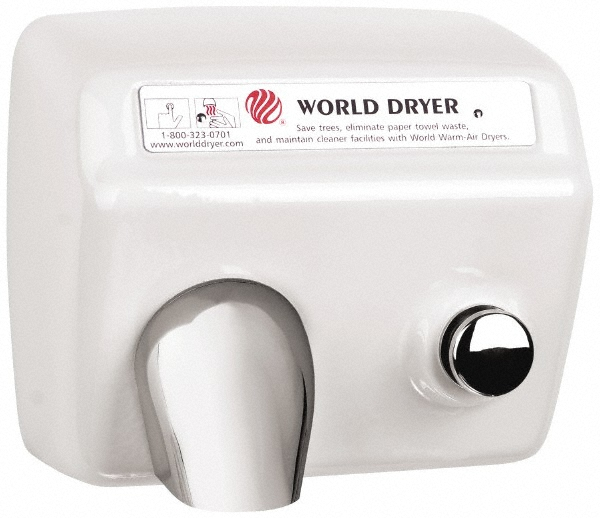 WORLD DRYER
Save trees, eliminate paper towel waste,
and maintain cleaner facilities with World Warm-Air Dryers.
1-800-323-0701
www.worlddryer.com
®